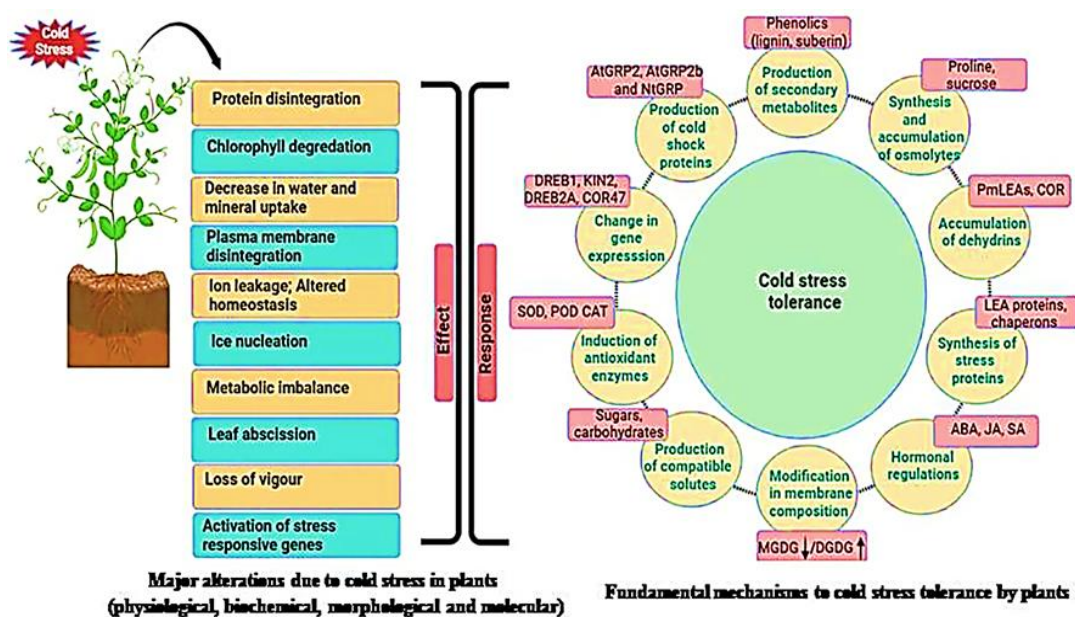 Cold
Stress
Protein disintegration
Chlorophyll degredation
Decrease in water and
mineral uptake
Plasma membrane
disintegration
Ion leakage; Altered
homeostasis
Ice nucleation
Metabolic imbalance
Leaf abscission
Loss of vigour
Activation of stress
responsive genes
Effect
Response
Major alterations due to cold stress in plants
(physiological, biochemical, morphological and molecular)
Phenolics
(lignin, suberin)
Production
of secondary
metabolites
Proline,
sucrose
Synthesis
and
accumulation
of osmolytes
PmLEAs, COR
Accumulation
of dehydrins
LEA proteins,
chaperons
Synthesis of
stress
proteins
ABA, JA, SA
Hormonal
regulations
Modification
in membrane
composition
MGDG↓/DGDG↑
Sugars,
carbohydrates
Production
of compatible
solutes
SOD, POD CAT
Induction of
antioxidant
enzymes
DREB1, KIN2,
DREB2A, COR47
Change in
gene
expresssion
AtGRP2, AtGRP2b
and NtGRP
Production
of cold
shock proteins
Cold stress
tolerance
Fundamental mechanisms to cold stress tolerance by plants